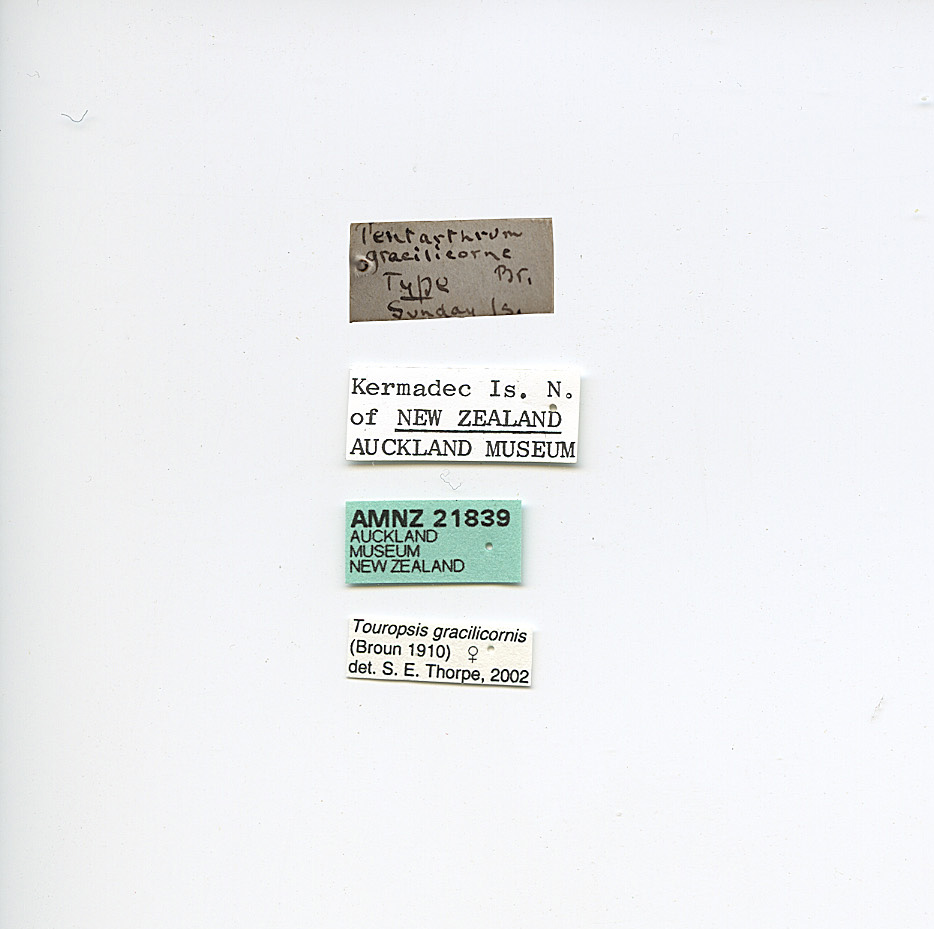 Pentarthrum
gracilicorne
Type Br.
Sunday Is.
Kermadec Is. N.
of NEW ZEALAND
AUCKLAND MUSEUM
AMNZ 21839
AUCKLAND
MUSEUM
NEW ZEALAND
Touropsis gracilicornis
(Broun 1910) ♀
det. S. E. Thorpe, 2002